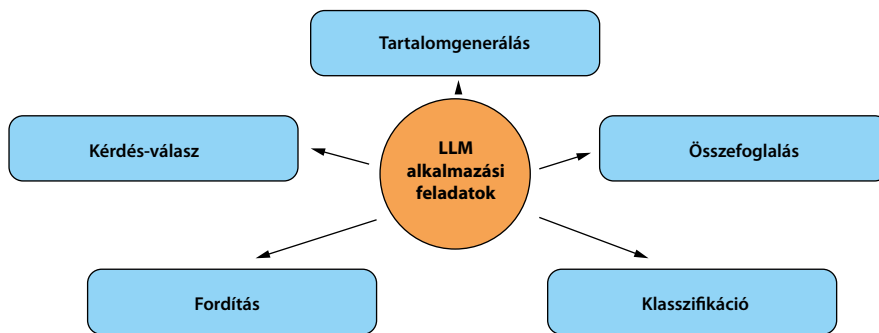 Tartalomgenerálás
Kérdés-válasz
LLM
alkalmazási
feladatok
Összefoglalás
Fordítás
Klasszifikáció